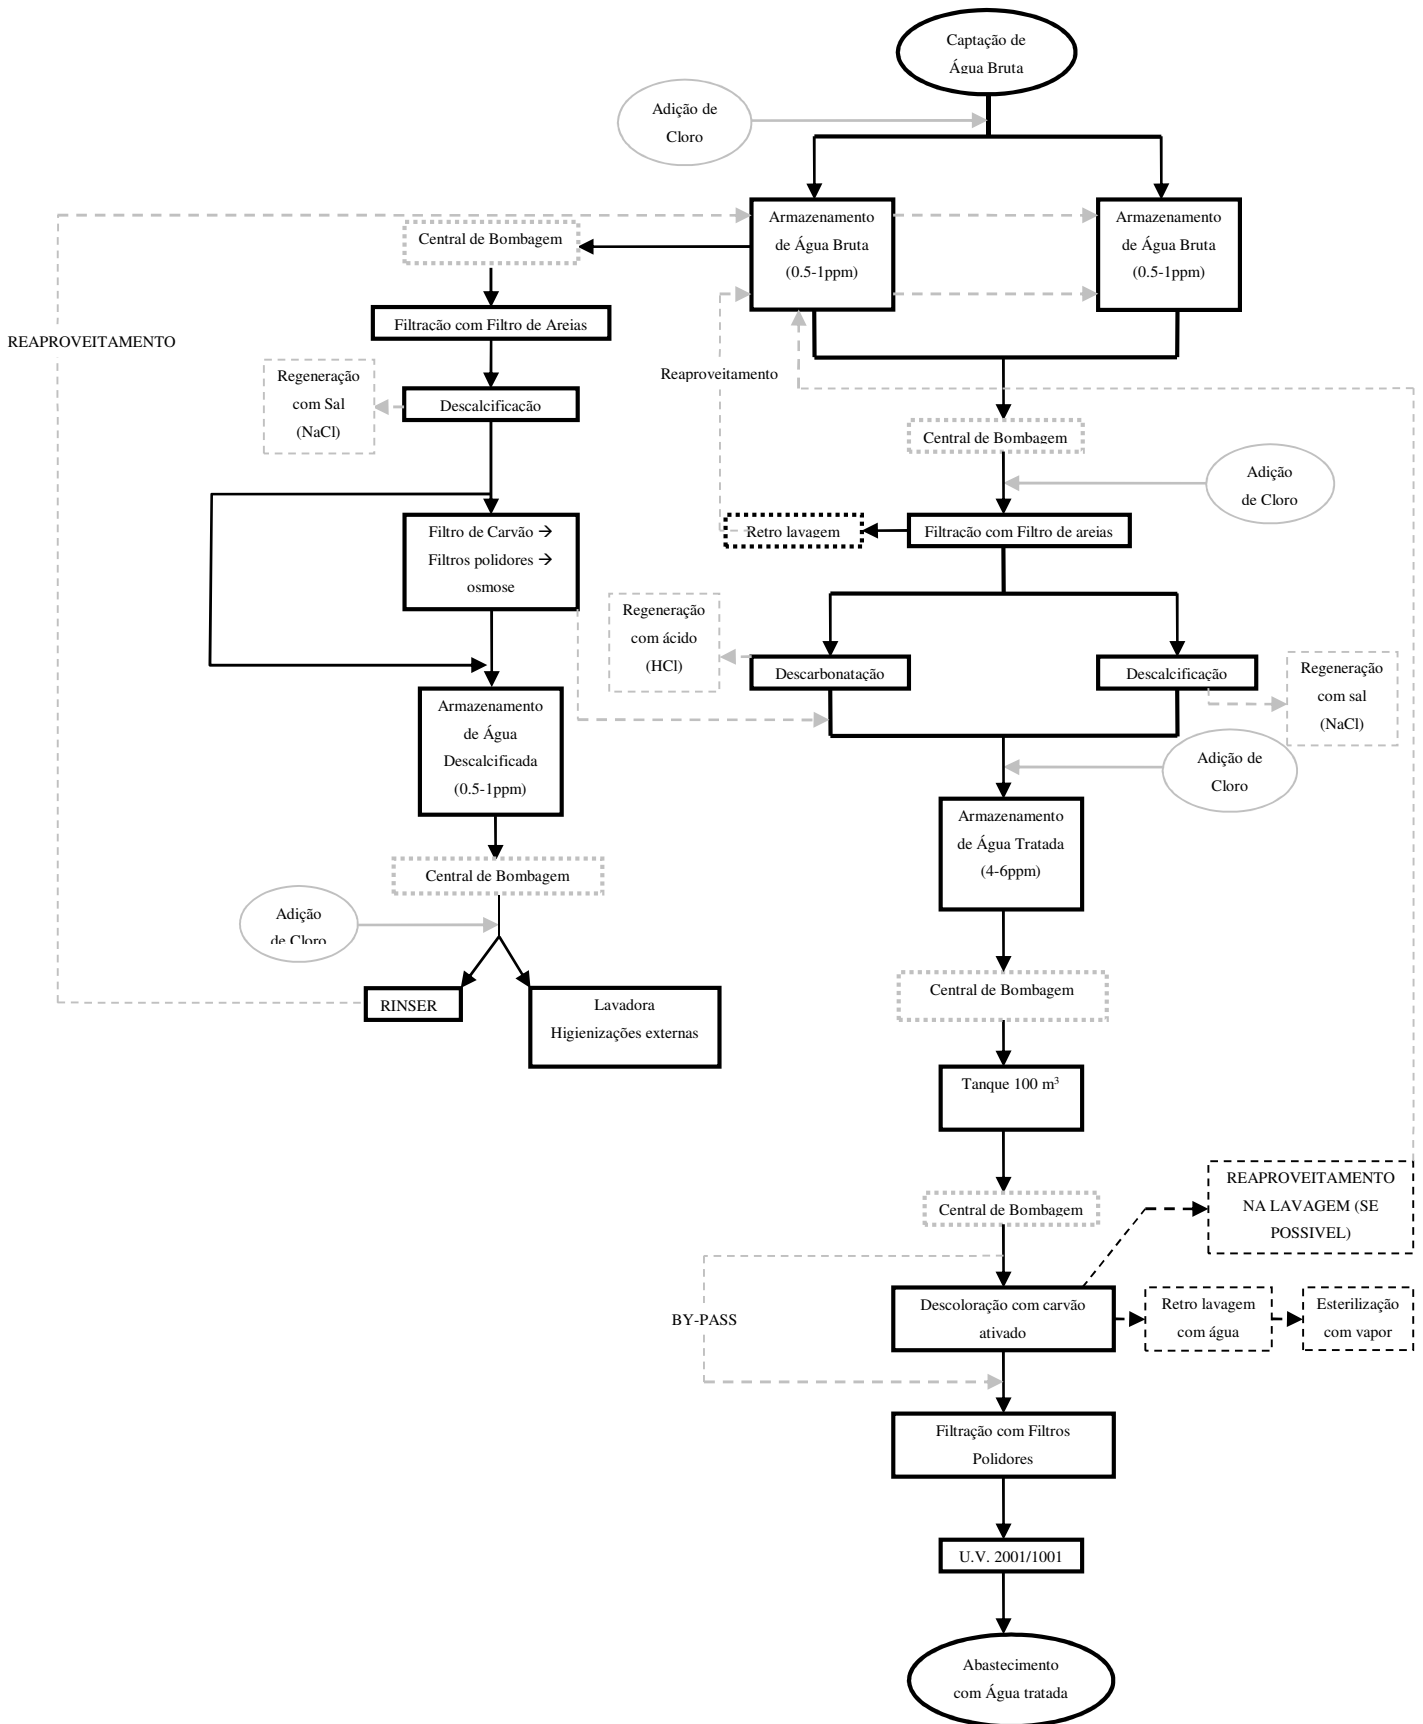 Captação de
Água Bruta
Adição de
Cloro
Armazenamento
de Água Bruta
(0.5-1ppm)
Armazenamento
de Água Bruta
(0.5-1ppm)
Central de Bombagem
Filtração com Filtro de Areias
REAPROVEITAMENTO
Regeneração
com Sal
(NaCl)
Descalcificação
Reaproveitamento
Central de Bombagem
Adição
de Cloro
Filtro de Carvão →
Filtros polidores →
osmose
Retro lavagem
Filtração com Filtro de areias
Regeneração
com ácido
(HCl)
Descarbonatação
Descalcificação
Regeneração
com sal
(NaCl)
Armazenamento
de Água
Descalcificada
(0.5-1ppm)
Adição de
Cloro
Armazenamento
de Água Tratada
(4-6ppm)
Central de Bombagem
Adição
de Cloro
RINSER
Lavadora
Higienizações externas
Central de Bombagem
Tanque 100 m³
Central de Bombagem
REAPROVEITAMENTO
NA LAVAGEM (SE
POSSIVEL)
BY-PASS
Descoloração com carvão
ativado
Retro lavagem
com água
Esterilização
com vapor
Filtração com Filtros
Polidores
U.V. 2001/1001
Abastecimento
com Água tratada